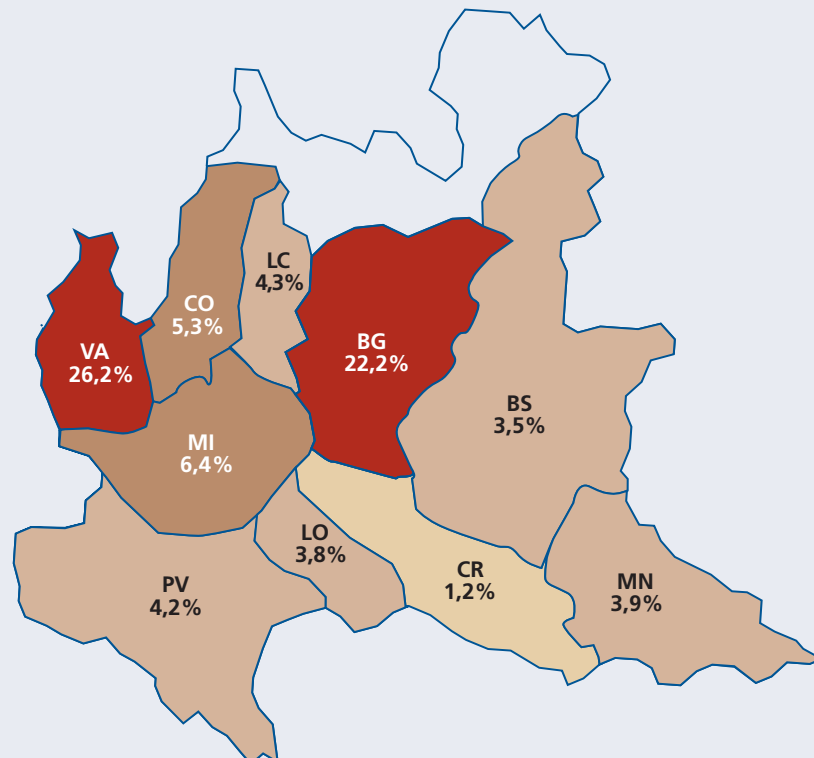 LC
4,3%
CO
5,3%
VA
26,2%
BG
22,2%
BS
3,5%
MI
6,4%
LO
3,8%
PV
4,2%
CR
1,2%
MN
3,9%